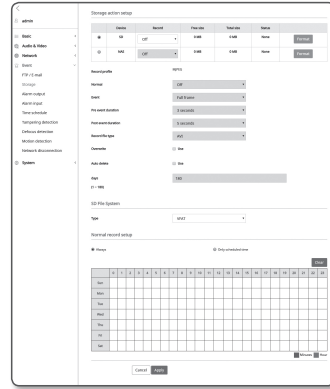 Storage action setup
admin
Basic
Audio & Video
Network
Event
FTP / E-mail
Storage
Alarm output
Alarm input
Time schedule
Tampering detection
Defocus detection
Motion detection
Network disconnection
System
Device Record Free size Total size Status
SD Off 0 MB 0 MB None Format
NAS Off 0 MB 0 MB None Format
Record profile
Normal Off
Event Full frame
Pre event duration 5 seconds
Post event duration 5 seconds
Record file type AVI
Overwrite Use
Auto delete Use
days 180
(1 ~ 180)
SD File System
Type VFAT
Normal record setup
Always Only scheduled time
Clear
0 1 2 3 4 5 6 7 8 9 10 11 12 13 14 15 16 17 18 19 20 21 22 23
Sun
Mon
Tue
Wed
Thu
Fri
Sat
Minutes Hour
Cancel Apply